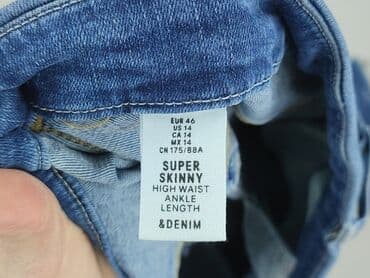 EUR 46
US 14
CA 14
MX 14
CN 175/88A
SUPER
SKINNY
HIGH WAIST
ANKLE
LENGTH
&DENIM